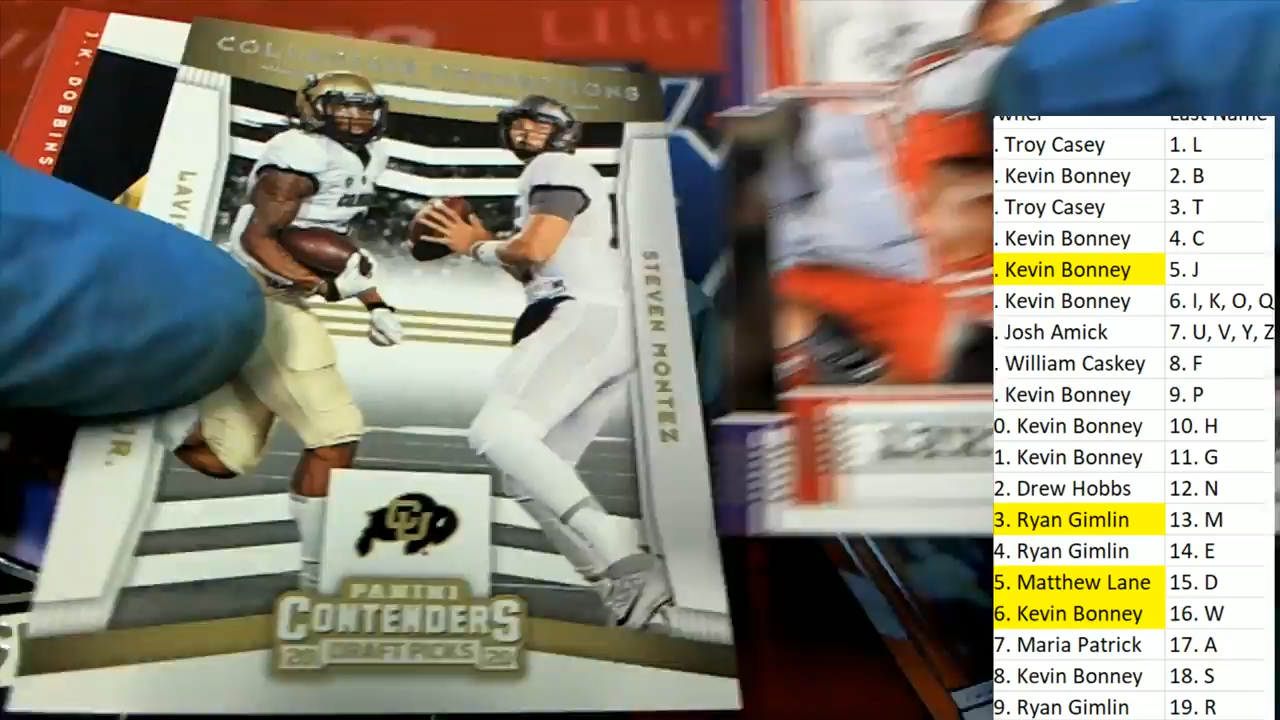 J. K. DOBBINS
COLLEGIATE CONNECTIONS
LAVIS
JR.
STEVEN MONTEZ
CU
PANINI
CONTENDERS
20 DRAFT PICKS 20
Last Name
. Troy Casey 1. L
. Kevin Bonney 2. B
. Troy Casey 3. T
. Kevin Bonney 4. C
. Kevin Bonney 5. J
. Kevin Bonney 6. I, K, O, Q
. Josh Amick 7. U, V, Y, Z
. William Caskey 8. F
. Kevin Bonney 9. P
0. Kevin Bonney 10. H
1. Kevin Bonney 11. G
2. Drew Hobbs 12. N
3. Ryan Gimlin 13. M
4. Ryan Gimlin 14. E
5. Matthew Lane 15. D
6. Kevin Bonney 16. W
7. Maria Patrick 17. A
8. Kevin Bonney 18. S
9. Ryan Gimlin 19. R